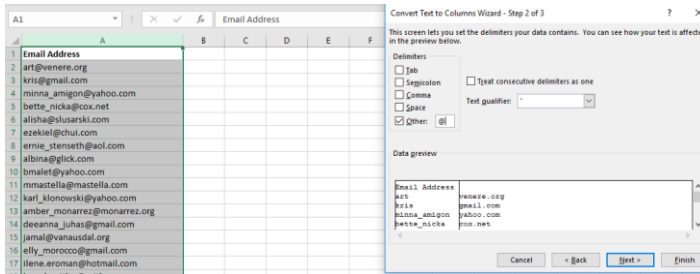 A1
fx
Email Address
A B C D E F
1 Email Address
2 art@venere.org
3 kris@gmail.com
4 minna_amigon@yahoo.com
5 bette_nicka@cox.net
6 alisha@slusarski.com
7 ezekiel@chui.com
8 ernie_stenseth@aol.com
9 albina@glick.com
10 bmalet@yahoo.com
11 mmastella@mastella.com
12 karl_klonowski@yahoo.com
13 amber_monarrez@monarrez.org
14 deeanna_juhas@gmail.com
15 jamal@vanausdal.org
16 elly_morocco@gmail.com
17 ilene.eroman@hotmail.com
Convert Text to Columns Wizard - Step 2 of 3 ?
This screen lets you set the delimiters your data contains. You can see how your text is affecte
in the preview below.
Delimiters
Tab
Semicolon
Comma
Space
Other: @
Treat consecutive delimiters as one
Text qualifier: "
Data preview
Email Address
art venere.org
kris gmail.com
minna_amigon yahoo.com
bette_nicka cox.net
Cancel < Back Next > Finish